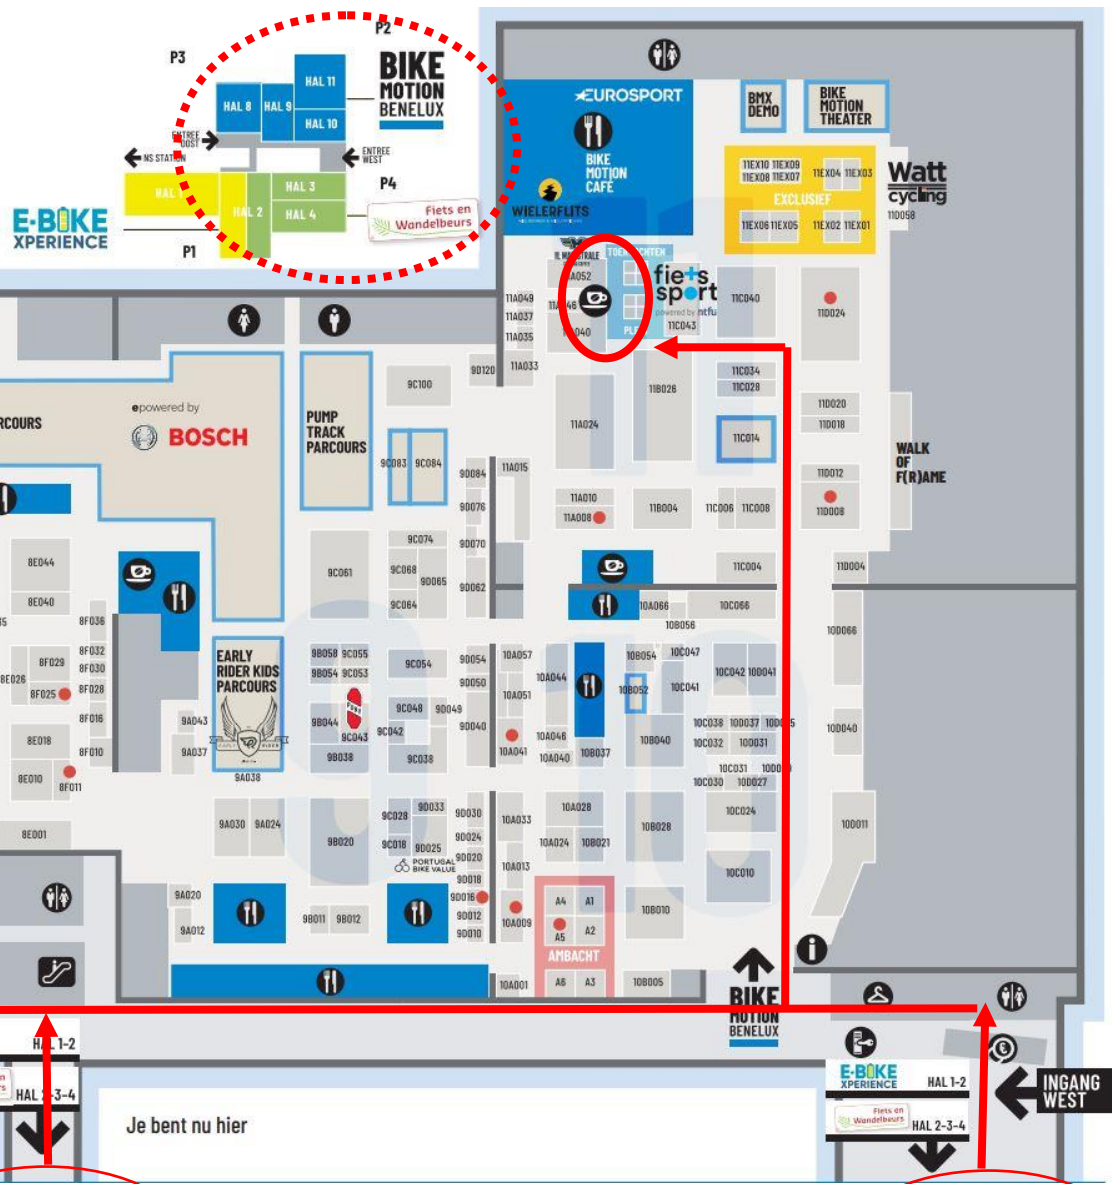 P2
P3
BIKE
MOTION
BENELUX
HAL 11
HAL 8
HAL 9
HAL 10
ENTREE
OOST
NS STATION
ENTREE
WEST
HAL 3
P4
HAL 2
HAL 4
Fiets en
Wandelbeurs
E-BIKE
XPERIENCE
P1
EUROSPORT
BIKE
MOTION
CAFÉ
WIELERFLITS
BMX
DEMO
BIKE
MOTION
THEATER
11EX10 11EX09
11EX08 11EX07
11EX04 11EX03
EXCLUSIEF
11EX06 11EX05
11EX02 11EX01
Watt
cycling
11D058
11A049
11A037
11A035
11A033
fiets
sport
powered by ntfu
11C043
11C040
11D024
9D120
9C100
epowered by
BOSCH
PUMP
TRACK
PARCOURS
11B026
11C034
11C028
11D020
11D018
11A024
11C014
WALK
OF
F(R)AME
9C083 9C084
9D084
11A015
11D012
9D076
11A010
11A008
11B004
11C006 11C008
11D008
9C074
9D070
8E044
9C061
9C068
9D065
9D062
11C004
11D004
8E040
9C064
10A066
10C066
8F036
10B056
10D066
EARLY
RIDER KIDS
PARCOURS
8F032
8F029
8F030
9B058 9C055
9B054 9C053
9C054
9D054
10A057
10B054
10C047
8E026
8F025
8F028
9D050
10A051
10A044
10B052
10C041
10C042 10D041
8F016
9A043
9B044
9C043
9C048
9D049
9C042
9D040
10A046
10C038 10D037
10D040
8E018
8F010
9A037
9B038
9C038
10A041
10A040
10B037
10B040
10C032 10D031
8E010
8F011
9A038
10C031
10C030 10D027
8E001
9A030 9A024
9B020
9C028
9D033
9D030
10A033
10A028
10B028
10C024
10D011
9C018
9D025
9D024
10A024 10B021
PORTUGAL
BIKE VALUE
9D020
10A013
9D018
10C010
9A020
9D016
A4
A1
9A012
9B011 9B012
9D012
10A009
A5
A2
10B010
9D010
AMBACHT
10A001
A6
A3
10B005
BIKE
MOTION
BENELUX
E-BIKE
XPERIENCE
HAL 1-2
Fiets en
Wandelbeurs
HAL 2-3-4
INGANG
WEST
Je bent nu hier